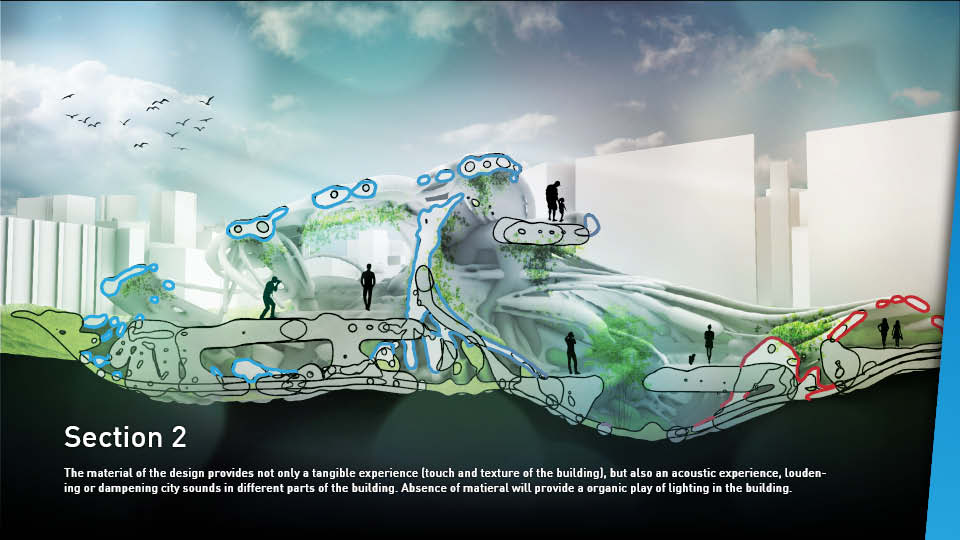 Section 2
The material of the design provides not only a tangible experience (touch and texture of the building), but also an acoustic experience, louden-
ing or dampening city sounds in different parts of the building. Absence of matieral will provide a organic play of lighting in the building.